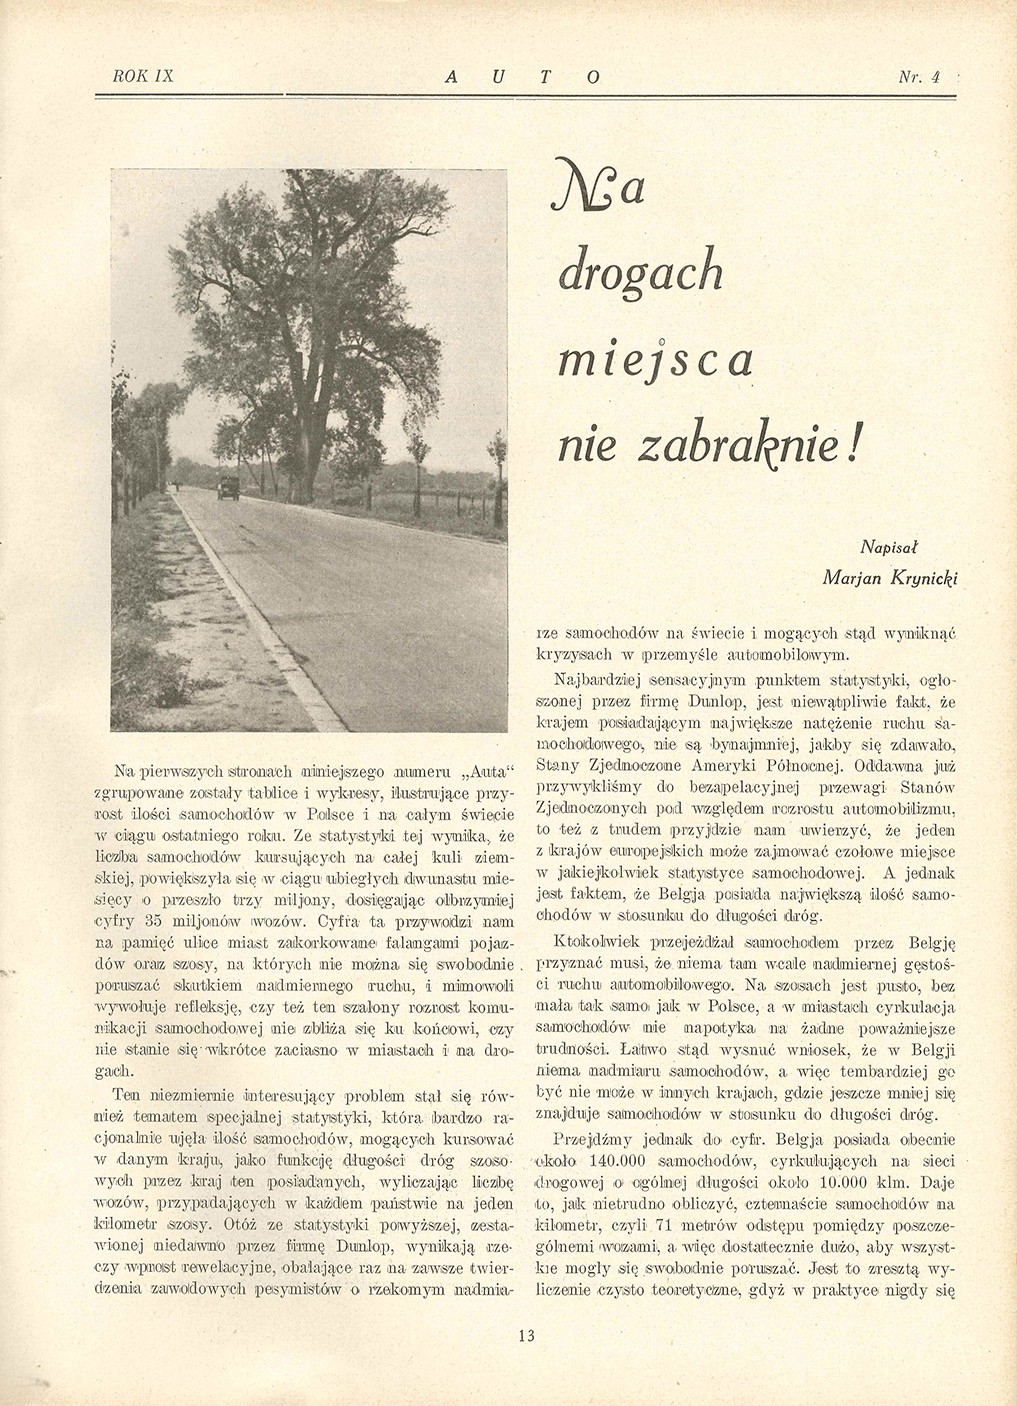 ROK IX
A U T O
Nr. 4
Na
drogach
miejsca
nie zabraknie!
Napisał
Marjan Krynicki
Na pierwszych stronach niniejszego numeru „Auta“
zgrupowane zostały tablice i wykresy, ilustrujące przy-
rost ilości samochodów w Polsce i na całym świecie
w ciągu ostatniego roku. Ze statystyki tej wynika, że
liczba samochodów kursujących na całej kuli ziem-
skiej, powiększyła się w ciągu ubiegłych dwunastu mie-
sięcy o przeszło trzy miljony, dosięgając olbrzymiej
cyfry 35 miljonów wozów. Cyfra ta przywodzi nam
na pamięć ulice miast zakorkowane falangami pojaz-
dów oraz szosy, na których nie można się swobodnie
poruszać skutkiem nadmiernego ruchu, i mimowoli
wywołuje refleksję, czy też ten szalony rozrost komu-
nikacji samochodowej nie zbliża się ku końcowi, czy
nie stanie się wkrótce zaciasno w miastach i na dro-
gach.
Ten niezmiernie interesujący problem stał się rów-
nież tematem specjalnej statystyki, która bardzo ra-
cjonalnie ujęła ilość samochodów, mogących kursować
w danym kraju, jako funkcję długości dróg szoso-
wych przez kraj ten posiadanych, wyliczając liczbę
wozów, przypadających w każdem państwie na jeden
kilometr szosy. Otóż ze statystyki powyższej, zesta-
wionej niedawno przez firmę Dunlop, wynikają rze-
czy wprost rewelacyjne, obalające raz na zawsze twier-
dzenia zawodowych pesymistów o rzekomym nadmia-
rze samochodów na świecie i mogących stąd wyniknąć
kryzysach w przemyśle automobilowym.
Najbardziej sensacyjnym punktem statystyki, ogło-
szonej przez firmę Dunlop, jest niewątpliwie fakt, że
krajem posiadającym największe natężenie ruchu sa-
mochodowego, nie są bynajmniej, jakby się zdawało,
Stany Zjednoczone Ameryki Północnej. Oddawna już
przywykliśmy do bezapelacyjnej przewagi Stanów
Zjednoczonych pod względem rozrostu automobilizmu,
to też z trudem przyjdzie nam uwierzyć, że jeden
z krajów europejskich może zajmować czołowe miejsce
w jakiejkolwiek statystyce samochodowej. A jednak
jest faktem, że Belgja posiada największą ilość samo-
chodów w stosunku do długości dróg.
Ktokolwiek przejeżdżał samochodem przez Belgję
przyznać musi, że niema tam wcale nadmiernej gęstoś-
ci ruchu automobilowego. Na szosach jest pusto, bez
mała tak samo jak w Polsce, a w miastach cyrkulacja
samochodów nie napotyka na żadne poważniejsze
trudności. Łatwo stąd wysnuć wniosek, że w Belgji
niema nadmiaru samochodów, a więc tembardziej go
być nie może w innych krajach, gdzie jeszcze mniej się
znajduje samochodów w stosunku do długości dróg.
Przejdźmy jednak do cyfr. Belgja posiada obecnie
około 140.000 samochodów, cyrkulujących na sieci
drogowej o ogólnej długości około 10.000 klm. Daje
to, jak nietrudno obliczyć, czternaście samochodów na
kilometr, czyli 71 metrów odstępu pomiędzy poszcze-
gólnemi wozami, a więc dostatecznie dużo, aby wszyst-
kie mogły się swobodnie poruszać. Jest to zresztą wy-
liczenie czysto teoretyczne, gdyż w praktyce nigdy się
13